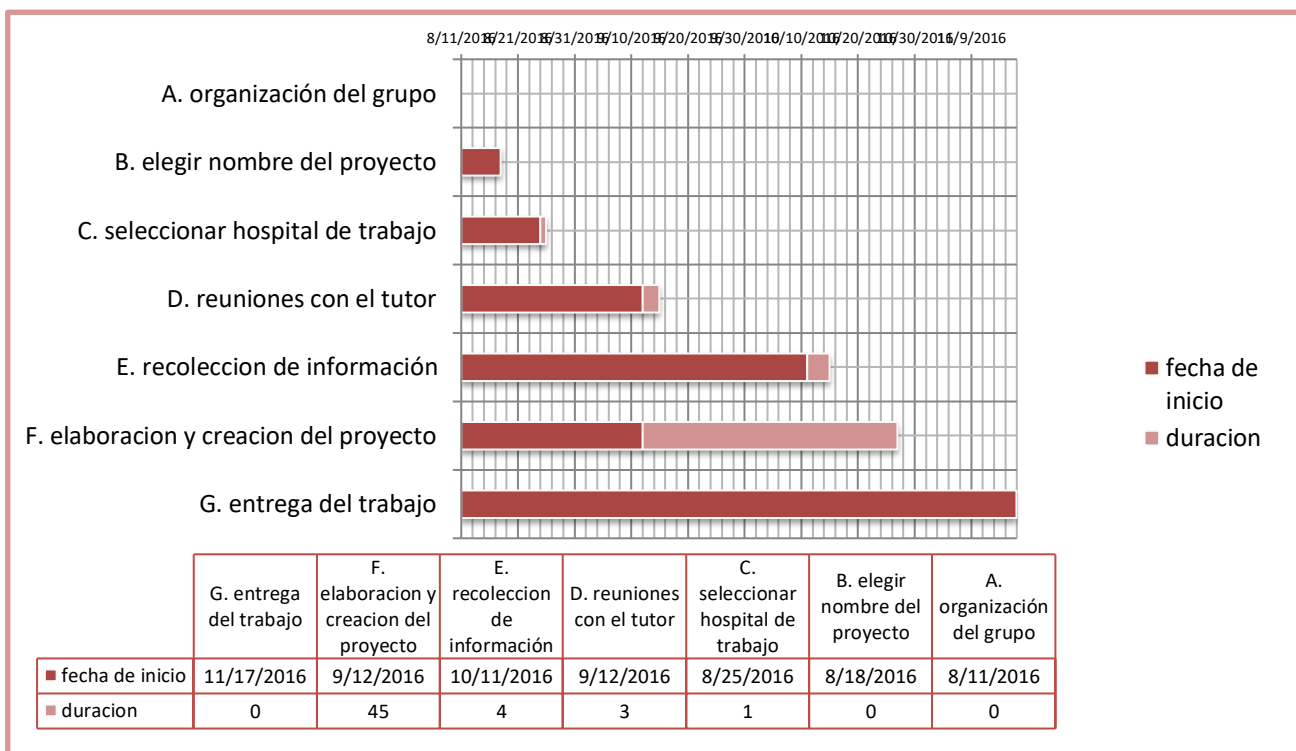 8/11/2016 8/21/2016 8/31/2016 9/10/2016 9/20/2016 9/30/2016 10/10/2016 10/20/2016 10/30/2016 11/9/2016
A. organización del grupo
B. elegir nombre del proyecto
C. seleccionar hospital de trabajo
D. reuniones con el tutor
E. recoleccion de información
F. elaboracion y creacion del proyecto
G. entrega del trabajo
fecha de
inicio
duracion
G. entrega
del trabajo
F.
elaboracion y
creacion del
proyecto
E.
recoleccion
de
información
D. reuniones
con el tutor
C.
seleccionar
hospital de
trabajo
B. elegir
nombre del
proyecto
A.
organización
del grupo
fecha de inicio 11/17/2016 9/12/2016 10/11/2016 9/12/2016 8/25/2016 8/18/2016 8/11/2016
duracion 0 45 4 3 1 0 0